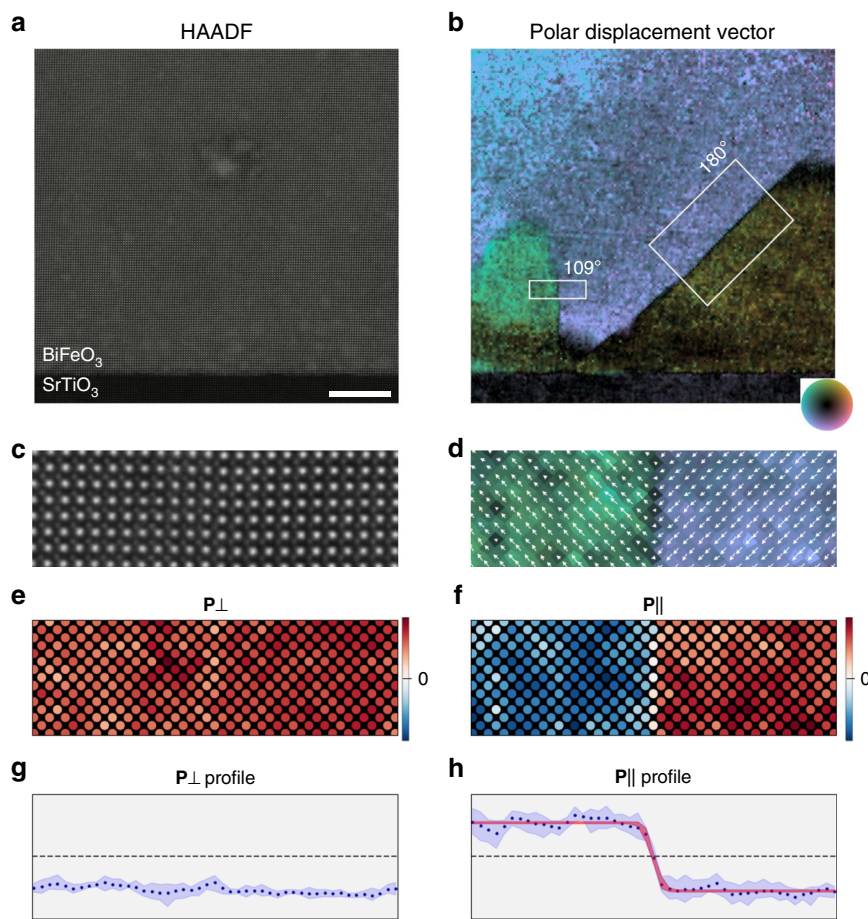 a
HAADF
BiFeO₃
SrTiO₃
b
Polar displacement vector
180°
109°
c
d
e
P⊥
0
f
P||
0
g
P⊥ profile
h
P|| profile